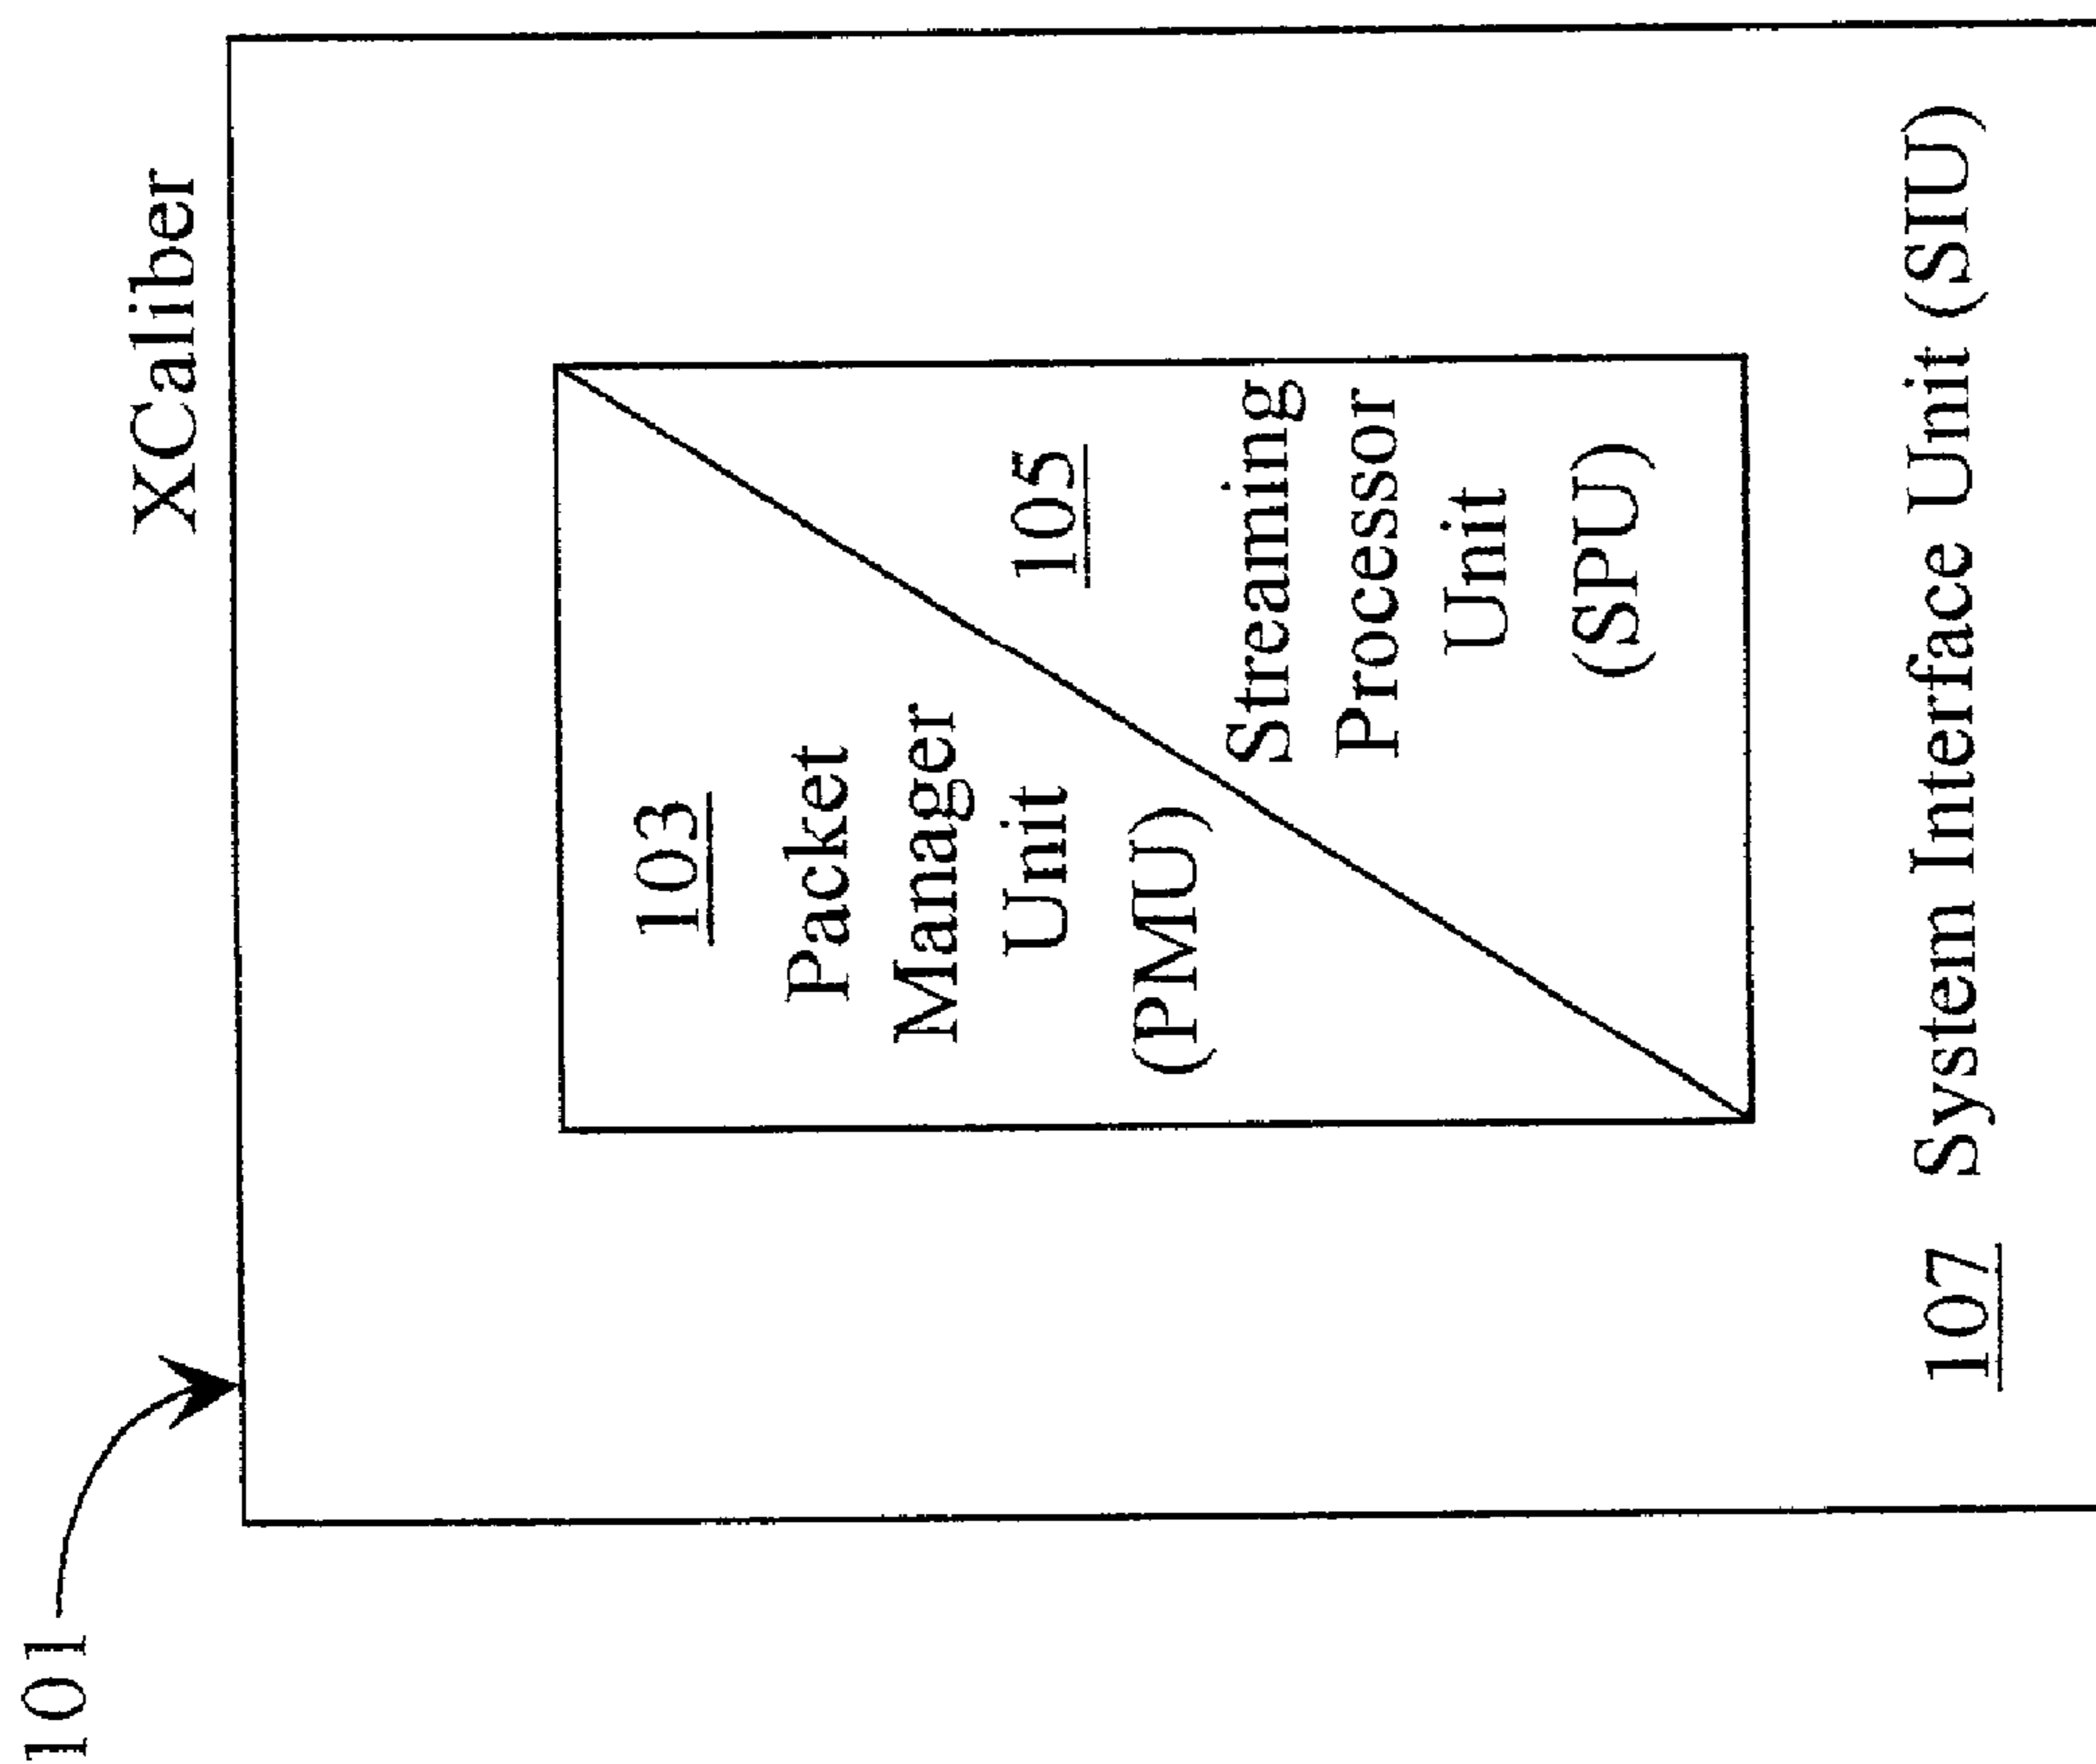 101
XCaliber
103
Packet
Manager
Unit
(PMU)
105
Streaming
Processor
Unit
(SPU)
107 System Interface Unit (SIU)